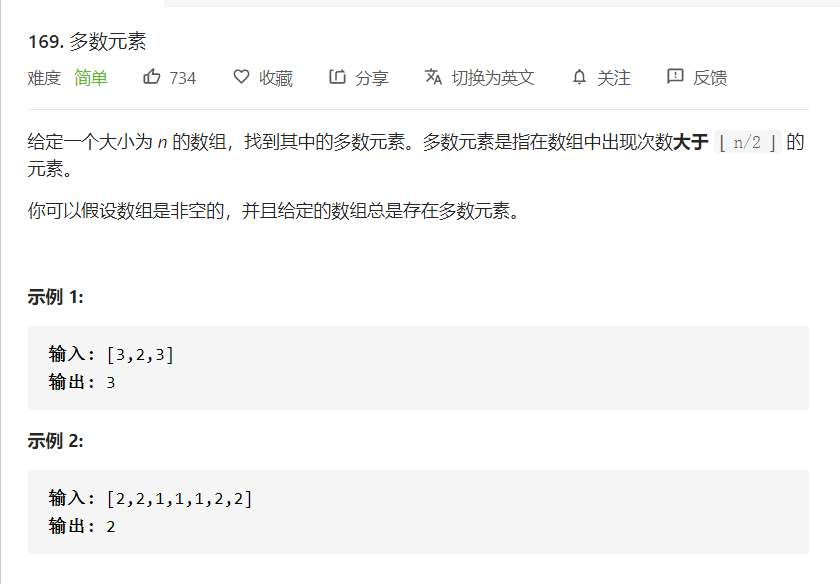 169. 多数元素
难度 简单 734 收藏 分享 切换为英文 关注 反馈
给定一个大小为 n 的数组，找到其中的多数元素。多数元素是指在数组中出现次数大于 ⌊ n/2 ⌋ 的
元素。
你可以假设数组是非空的，并且给定的数组总是存在多数元素。
示例 1:
输入: [3,2,3]
输出: 3
示例 2:
输入: [2,2,1,1,1,2,2]
输出: 2